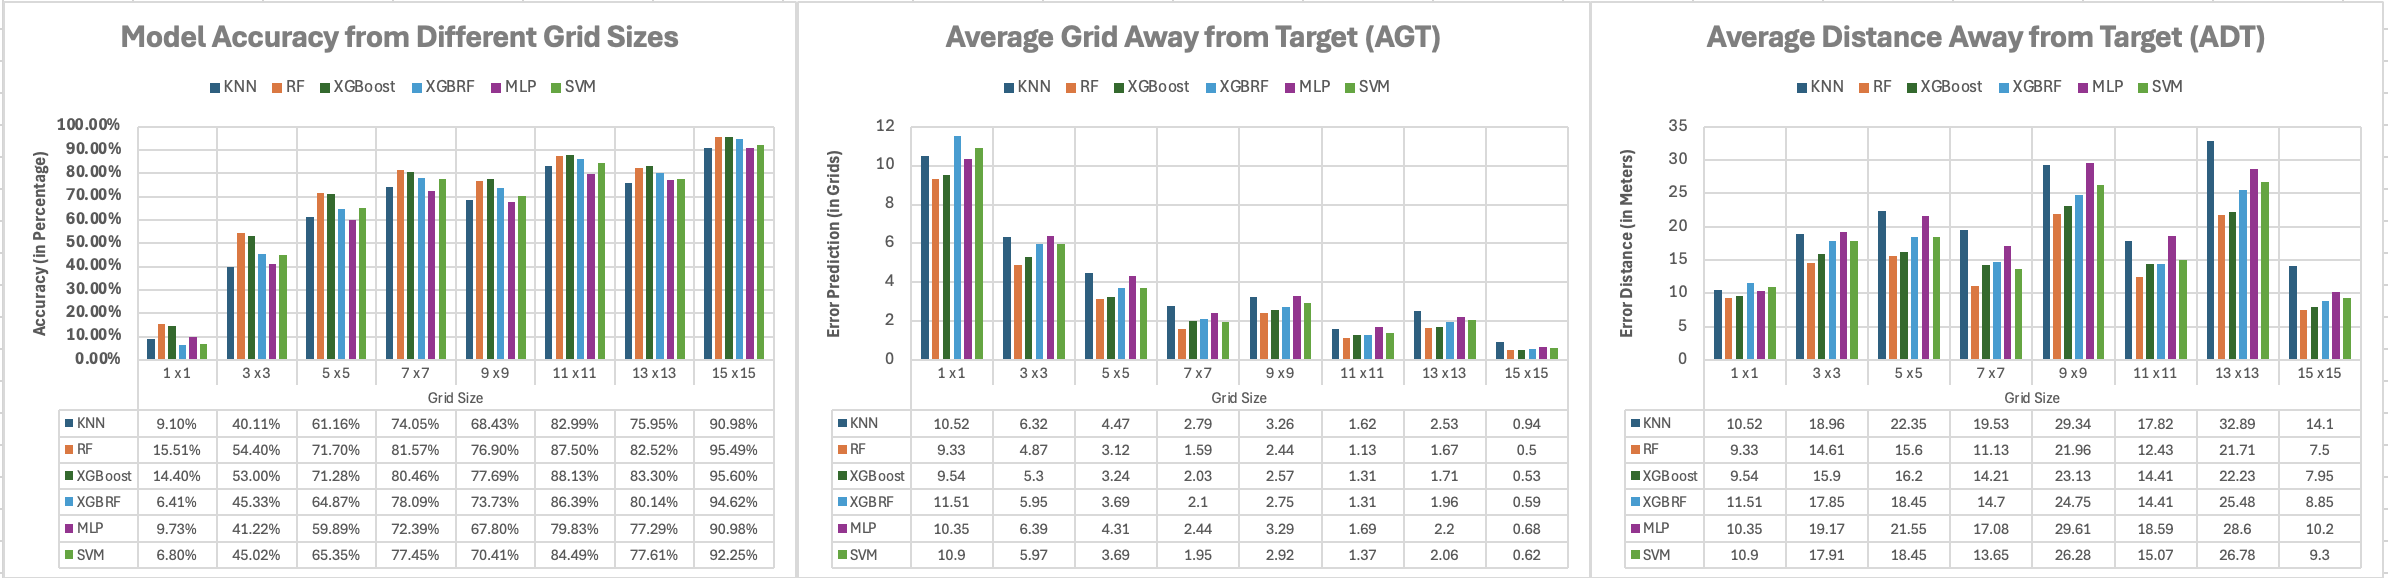 Model Accuracy from Different Grid Sizes
KNN RF XGBoost XGBRF MLP SVM
Accuracy (in Percentage)
100.00%
90.00%
80.00%
70.00%
60.00%
50.00%
40.00%
30.00%
20.00%
10.00%
0.00%
1 x 1 3 x 3 5 x 5 7 x 7 9 x 9 11 x 11 13 x 13 15 x 15
Grid Size
KNN 9.10% 40.11% 61.16% 74.05% 68.43% 82.99% 75.95% 90.98%
RF 15.51% 54.40% 71.70% 81.57% 76.90% 87.50% 82.52% 95.49%
XGBoost 14.40% 53.00% 71.28% 80.46% 77.69% 88.13% 83.30% 95.60%
XGBRF 6.41% 45.33% 64.87% 78.09% 73.73% 86.39% 80.14% 94.62%
MLP 9.73% 41.22% 59.89% 72.39% 67.80% 79.83% 77.29% 90.98%
SVM 6.80% 45.02% 65.35% 77.45% 70.41% 84.49% 77.61% 92.25%
Average Grid Away from Target (AGT)
KNN RF XGBoost XGBRF MLP SVM
Error Prediction (in Grids)
12
10
8
6
4
2
0
1 x 1 3 x 3 5 x 5 7 x 7 9 x 9 11 x 11 13 x 13 15 x 15
Grid Size
KNN 10.52 6.32 4.47 2.79 3.26 1.62 2.53 0.94
RF 9.33 4.87 3.12 1.59 2.44 1.13 1.67 0.5
XGBoost 9.54 5.3 3.24 2.03 2.57 1.31 1.71 0.53
XGBRF 11.51 5.95 3.69 2.1 2.75 1.31 1.96 0.59
MLP 10.35 6.39 4.31 2.44 3.29 1.69 2.2 0.68
SVM 10.9 5.97 3.69 1.95 2.92 1.37 2.06 0.62
Average Distance Away from Target (ADT)
KNN RF XGBoost XGBRF MLP SVM
Error Distance (in Meters)
35
30
25
20
15
10
5
0
1 x 1 3 x 3 5 x 5 7 x 7 9 x 9 11 x 11 13 x 13 15 x 15
Grid Size
KNN 10.52 18.96 22.35 19.53 29.34 17.82 32.89 14.1
RF 9.33 14.61 15.6 11.13 21.96 12.43 21.71 7.5
XGBoost 9.54 15.9 16.2 14.21 23.13 14.41 22.23 7.95
XGBRF 11.51 17.85 18.45 14.7 24.75 14.41 25.48 8.85
MLP 10.35 19.17 21.55 17.08 29.61 18.59 28.6 10.2
SVM 10.9 17.91 18.45 13.65 26.28 15.07 26.78 9.3